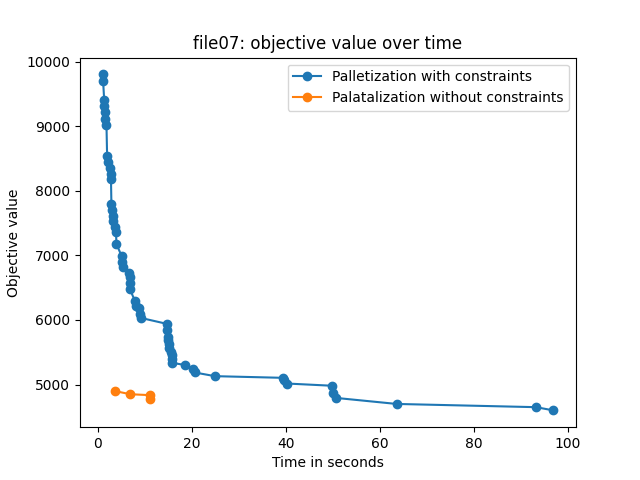 file07: objective value over time
Palletization with constraints
Palatalization without constraints
Objective value
10000
9000
8000
7000
6000
5000
0 20 40 60 80 100
Time in seconds